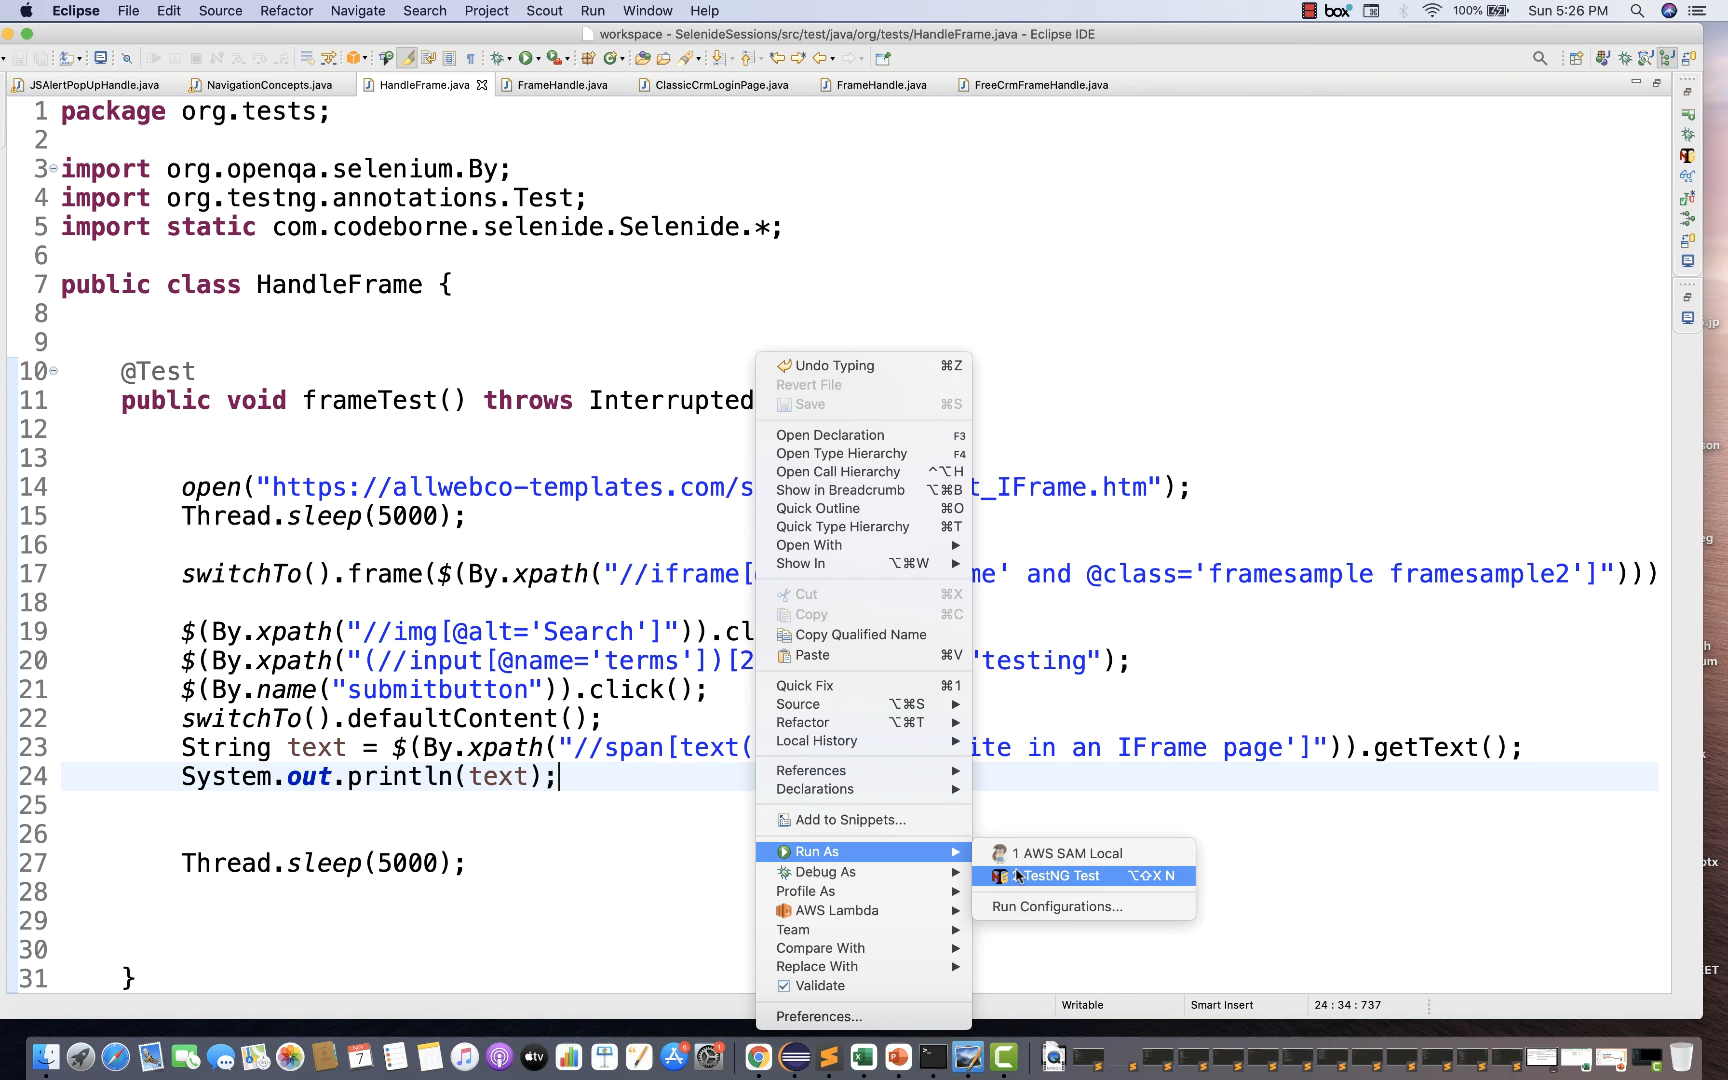 Eclipse File Edit Source Refactor Navigate Search Project Scout Run Window Help box 100% Sun 5:26 PM
workspace - SelenideSessions/src/test/java/org/tests/HandleFrame.java - Eclipse IDE
JSAlertPopUpHandle.java NavigationConcepts.java HandleFrame.java FrameHandle.java ClassicCrmLoginPage.java FrameHandle.java FreeCrmFrameHandle.java
1 package org.tests;
2
3 import org.openqa.selenium.By;
4 import org.testng.annotations.Test;
5 import static com.codeborne.selenide.Selenide.*;
6
7 public class HandleFrame {
8
9
10 @Test
11 public void frameTest() throws Interrupted
12
13
14 open("https://allwebco-templates.com/s t_IFrame.htm");
15 Thread.sleep(5000);
16
17 switchTo().frame($(By.xpath("//iframe[ me' and @class='framesample framesample2']")))
18
19 $(By.xpath("//img[@alt='Search']")).cl
20 $(By.xpath("(//input[@name='terms'])[2 "testing");
21 $(By.name("submitbutton")).click();
22 switchTo().defaultContent();
23 String text = $(By.xpath("//span[text( ite in an IFrame page']")).getText();
24 System.out.println(text);
25
26
27 Thread.sleep(5000);
28
29
30
31 }
Undo Typing ⌘Z
Revert File
Save ⌘S
Open Declaration F3
Open Type Hierarchy F4
Open Call Hierarchy ^⌥H
Show in Breadcrumb ⌥⌘B
Quick Outline ⌘O
Quick Type Hierarchy ⌘T
Open With
Show In ⌥⌘W
Cut ⌘X
Copy ⌘C
Copy Qualified Name
Paste ⌘V
Quick Fix ⌘1
Source ⌥⌘S
Refactor ⌥⌘T
Local History
References
Declarations
Add to Snippets...
Run As
Debug As
Profile As
AWS Lambda
Team
Compare With
Replace With
Validate
Preferences...
1 AWS SAM Local
TestNG Test ⌥⇧X N
Run Configurations...
Writable Smart Insert 24 : 34 : 737